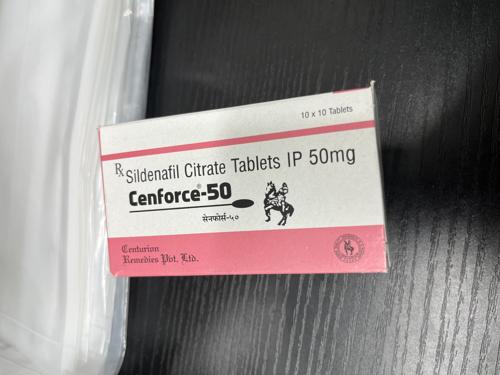 10 x 10 Tablets
Rx Sildenafil Citrate Tablets IP 50mg
Cenforce®-50
सेनफोर्स-५०
Centurion
Remedies Pvt. Ltd.